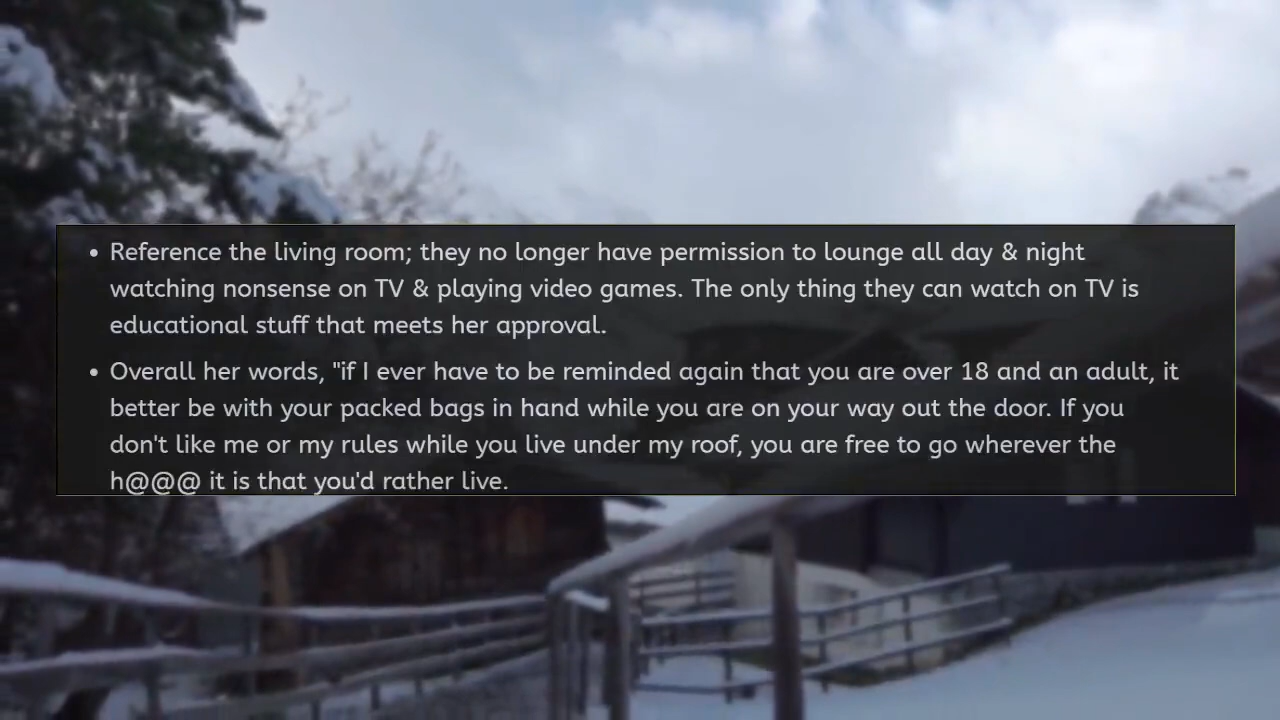 • Reference the living room; they no longer have permission to lounge all day & night
watching nonsense on TV & playing video games. The only thing they can watch on TV is
educational stuff that meets her approval.
• Overall her words, "if I ever have to be reminded again that you are over 18 and an adult, it
better be with your packed bags in hand while you are on your way out the door. If you
don't like me or my rules while you live under my roof, you are free to go wherever the
h@@@ it is that you'd rather live.